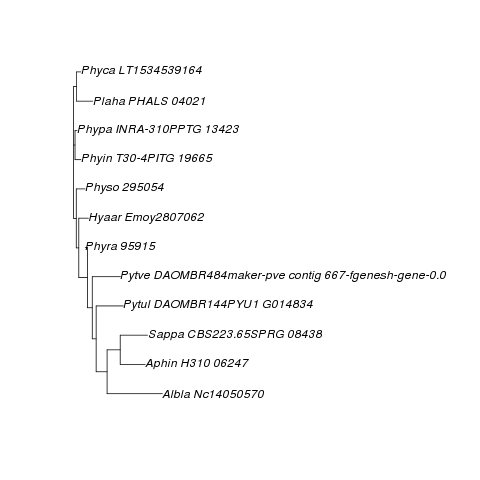 Phyca LT1534539164
Plaha PHALS 04021
Phypa INRA-310PPTG 13423
Phyin T30-4PITG 19665
Physo 295054
Hyaar Emoy2807062
Phyra 95915
Pytve DAOMBR484maker-pve contig 667-fgenesh-gene-0.0
Pytul DAOMBR144PYU1 G014834
Sappa CBS223.65SPRG 08438
Aphin H310 06247
Albla Nc14050570